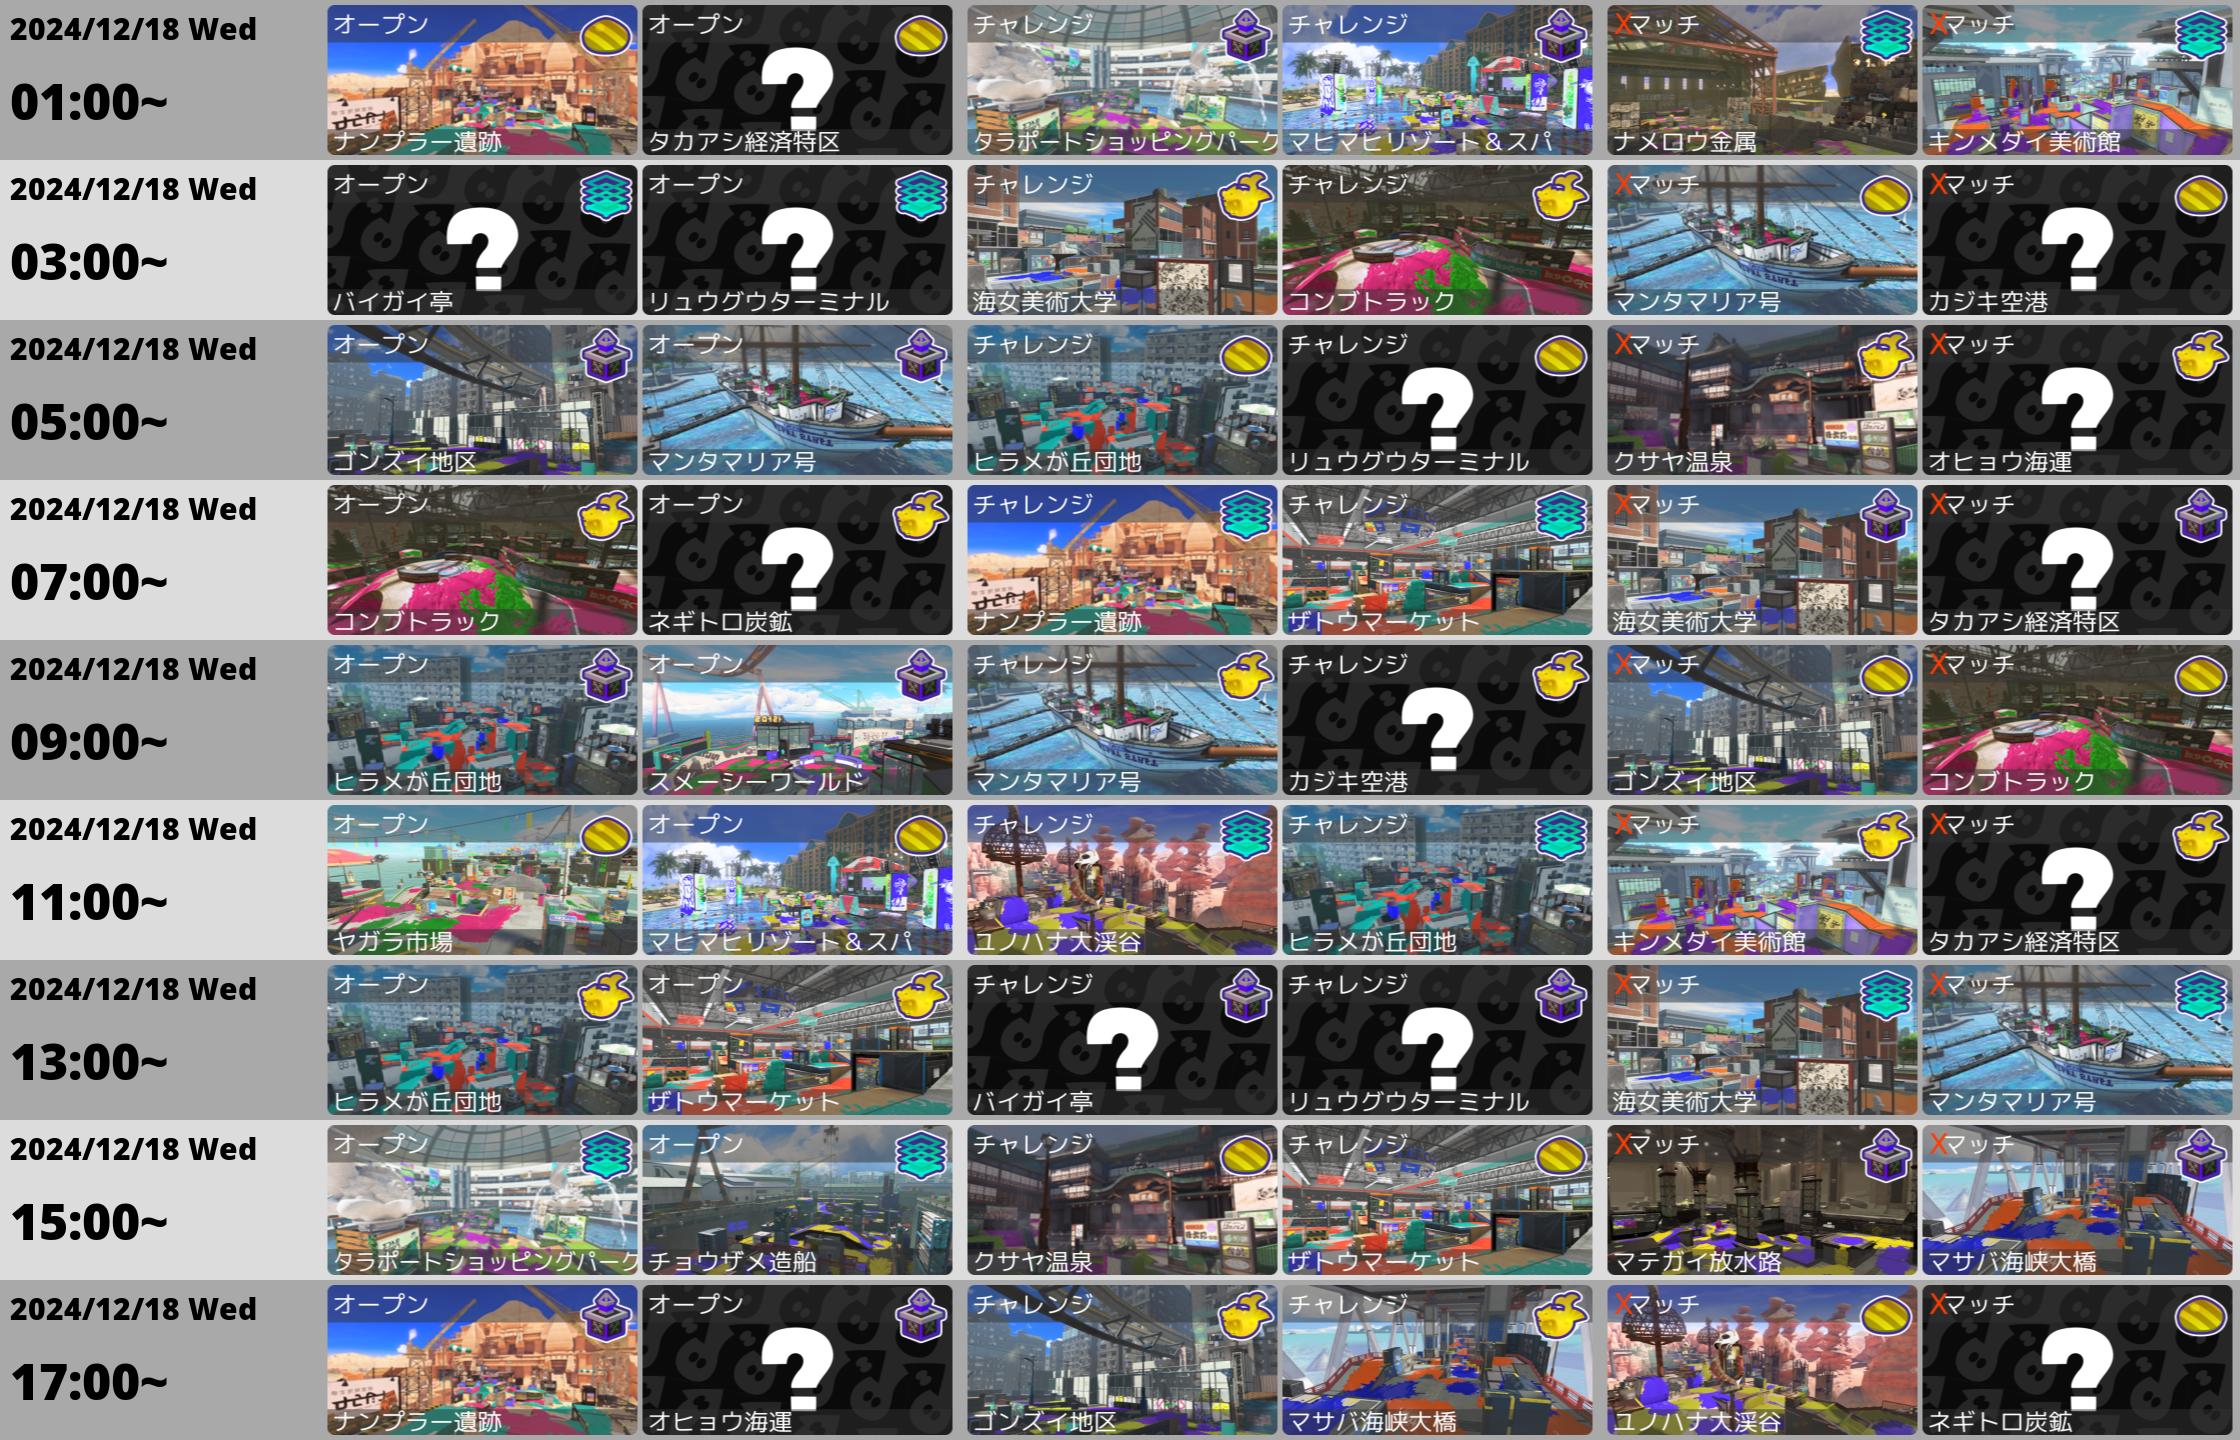 2024/12/18 Wed
01:00~
オープン
ナンプラー遺跡
オープン
タカアシ経済特区
チャレンジ
タラポートショッピングパーク
チャレンジ
マヒマヒリゾート＆スパ
Xマッチ
ナメロウ金属
Xマッチ
キンメダイ美術館
2024/12/18 Wed
03:00~
オープン
バイガイ亭
オープン
リュウグウターミナル
チャレンジ
海女美術大学
チャレンジ
コンブトラック
Xマッチ
マンタマリア号
Xマッチ
カジキ空港
2024/12/18 Wed
05:00~
オープン
ゴンズイ地区
オープン
マンタマリア号
チャレンジ
ヒラメが丘団地
チャレンジ
リュウグウターミナル
Xマッチ
クサヤ温泉
Xマッチ
オヒョウ海運
2024/12/18 Wed
07:00~
オープン
コンブトラック
オープン
ネギトロ炭鉱
チャレンジ
ナンプラー遺跡
チャレンジ
ザトウマーケット
Xマッチ
海女美術大学
Xマッチ
タカアシ経済特区
2024/12/18 Wed
09:00~
オープン
ヒラメが丘団地
オープン
スメーシーワールド
チャレンジ
マンタマリア号
チャレンジ
カジキ空港
Xマッチ
ゴンズイ地区
Xマッチ
コンブトラック
2024/12/18 Wed
11:00~
オープン
ヤガラ市場
オープン
マヒマヒリゾート＆スパ
チャレンジ
ユノハナ大渓谷
チャレンジ
ヒラメが丘団地
Xマッチ
キンメダイ美術館
Xマッチ
タカアシ経済特区
2024/12/18 Wed
13:00~
オープン
ヒラメが丘団地
オープン
ザトウマーケット
チャレンジ
バイガイ亭
チャレンジ
リュウグウターミナル
Xマッチ
海女美術大学
Xマッチ
マンタマリア号
2024/12/18 Wed
15:00~
オープン
タラポートショッピングパーク
オープン
チョウザメ造船
チャレンジ
クサヤ温泉
チャレンジ
ザトウマーケット
Xマッチ
マテガイ放水路
Xマッチ
マサバ海峡大橋
2024/12/18 Wed
17:00~
オープン
ナンプラー遺跡
オープン
オヒョウ海運
チャレンジ
ゴンズイ地区
チャレンジ
マサバ海峡大橋
Xマッチ
ユノハナ大渓谷
Xマッチ
ネギトロ炭鉱